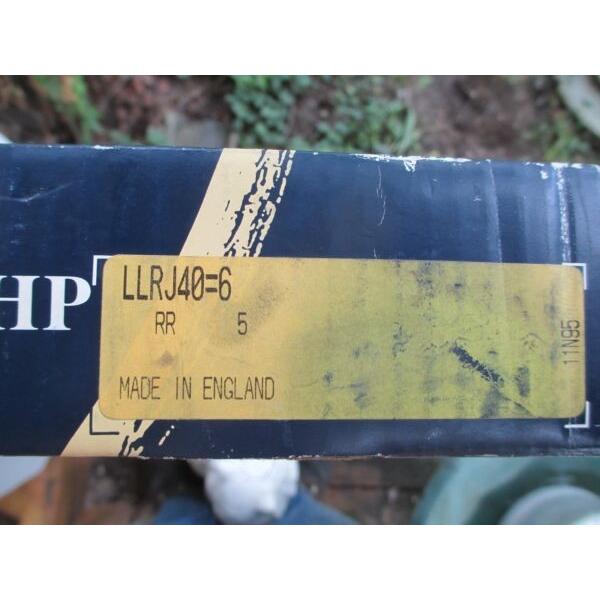 HP
LLRJ40=6
RR 5
MADE IN ENGLAND
11N95